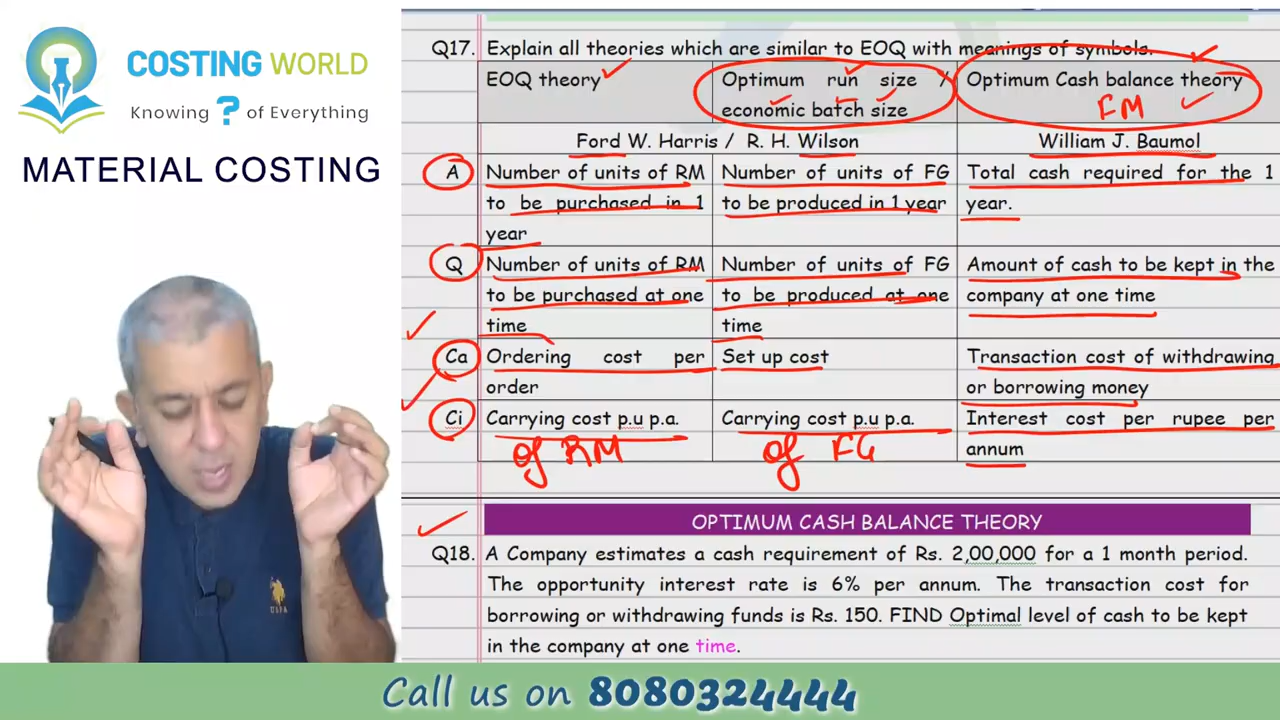 COSTING WORLD
Knowing ? of Everything
MATERIAL COSTING
Q17. Explain all theories which are similar to EOQ with meanings of symbols.
EOQ theory
Optimum run size /
economic batch size
Optimum Cash balance theory
FM
Ford W. Harris / R. H. Wilson
William J. Baumol
A
Number of units of RM
to be purchased in 1
year
Number of units of FG
to be produced in 1 year
Total cash required for the 1
year.
Q
Number of units of RM
to be purchased at one
time
Number of units of FG
to be produced at one
time
Amount of cash to be kept in the
company at one time
Ca
Ordering cost per
order
Set up cost
Transaction cost of withdrawing
or borrowing money
Ci
Carrying cost p.u p.a.
of RM
Carrying cost p.u p.a.
of FG
Interest cost per rupee per
annum
OPTIMUM CASH BALANCE THEORY
Q18. A Company estimates a cash requirement of Rs. 2,00,000 for a 1 month period.
The opportunity interest rate is 6% per annum. The transaction cost for
borrowing or withdrawing funds is Rs. 150. FIND Optimal level of cash to be kept
in the company at one time.
USPA
Call us on 8080324444